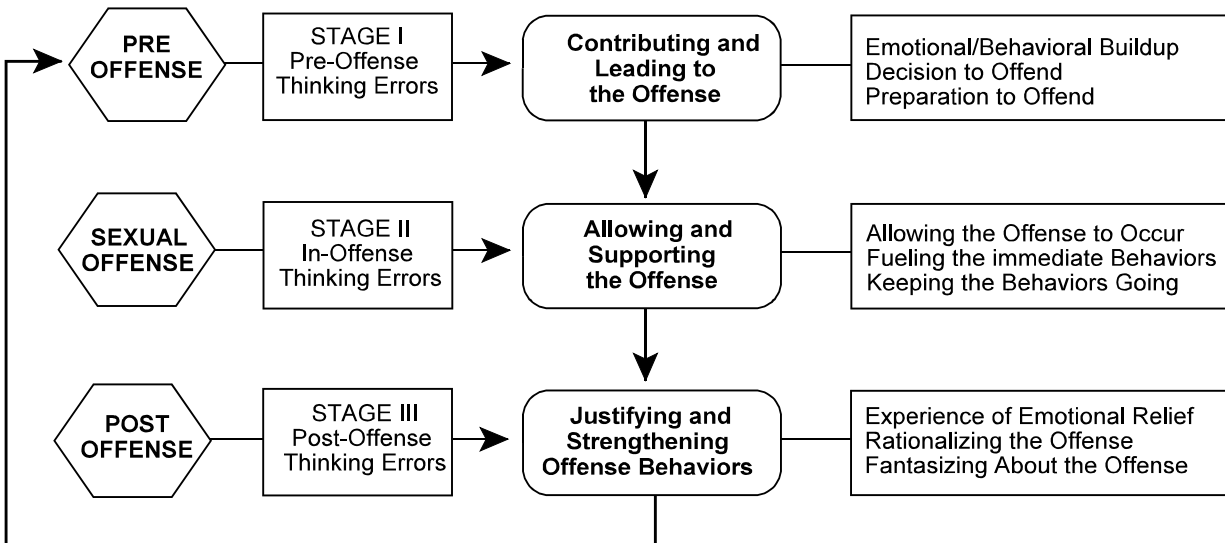 PRE
OFFENSE
STAGE I
Pre-Offense
Thinking Errors
Contributing and
Leading to
the Offense
Emotional/Behavioral Buildup
Decision to Offend
Preparation to Offend
SEXUAL
OFFENSE
STAGE II
In-Offense
Thinking Errors
Allowing and
Supporting
the Offense
Allowing the Offense to Occur
Fueling the immediate Behaviors
Keeping the Behaviors Going
POST
OFFENSE
STAGE III
Post-Offense
Thinking Errors
Justifying and
Strengthening
Offense Behaviors
Experience of Emotional Relief
Rationalizing the Offense
Fantasizing About the Offense